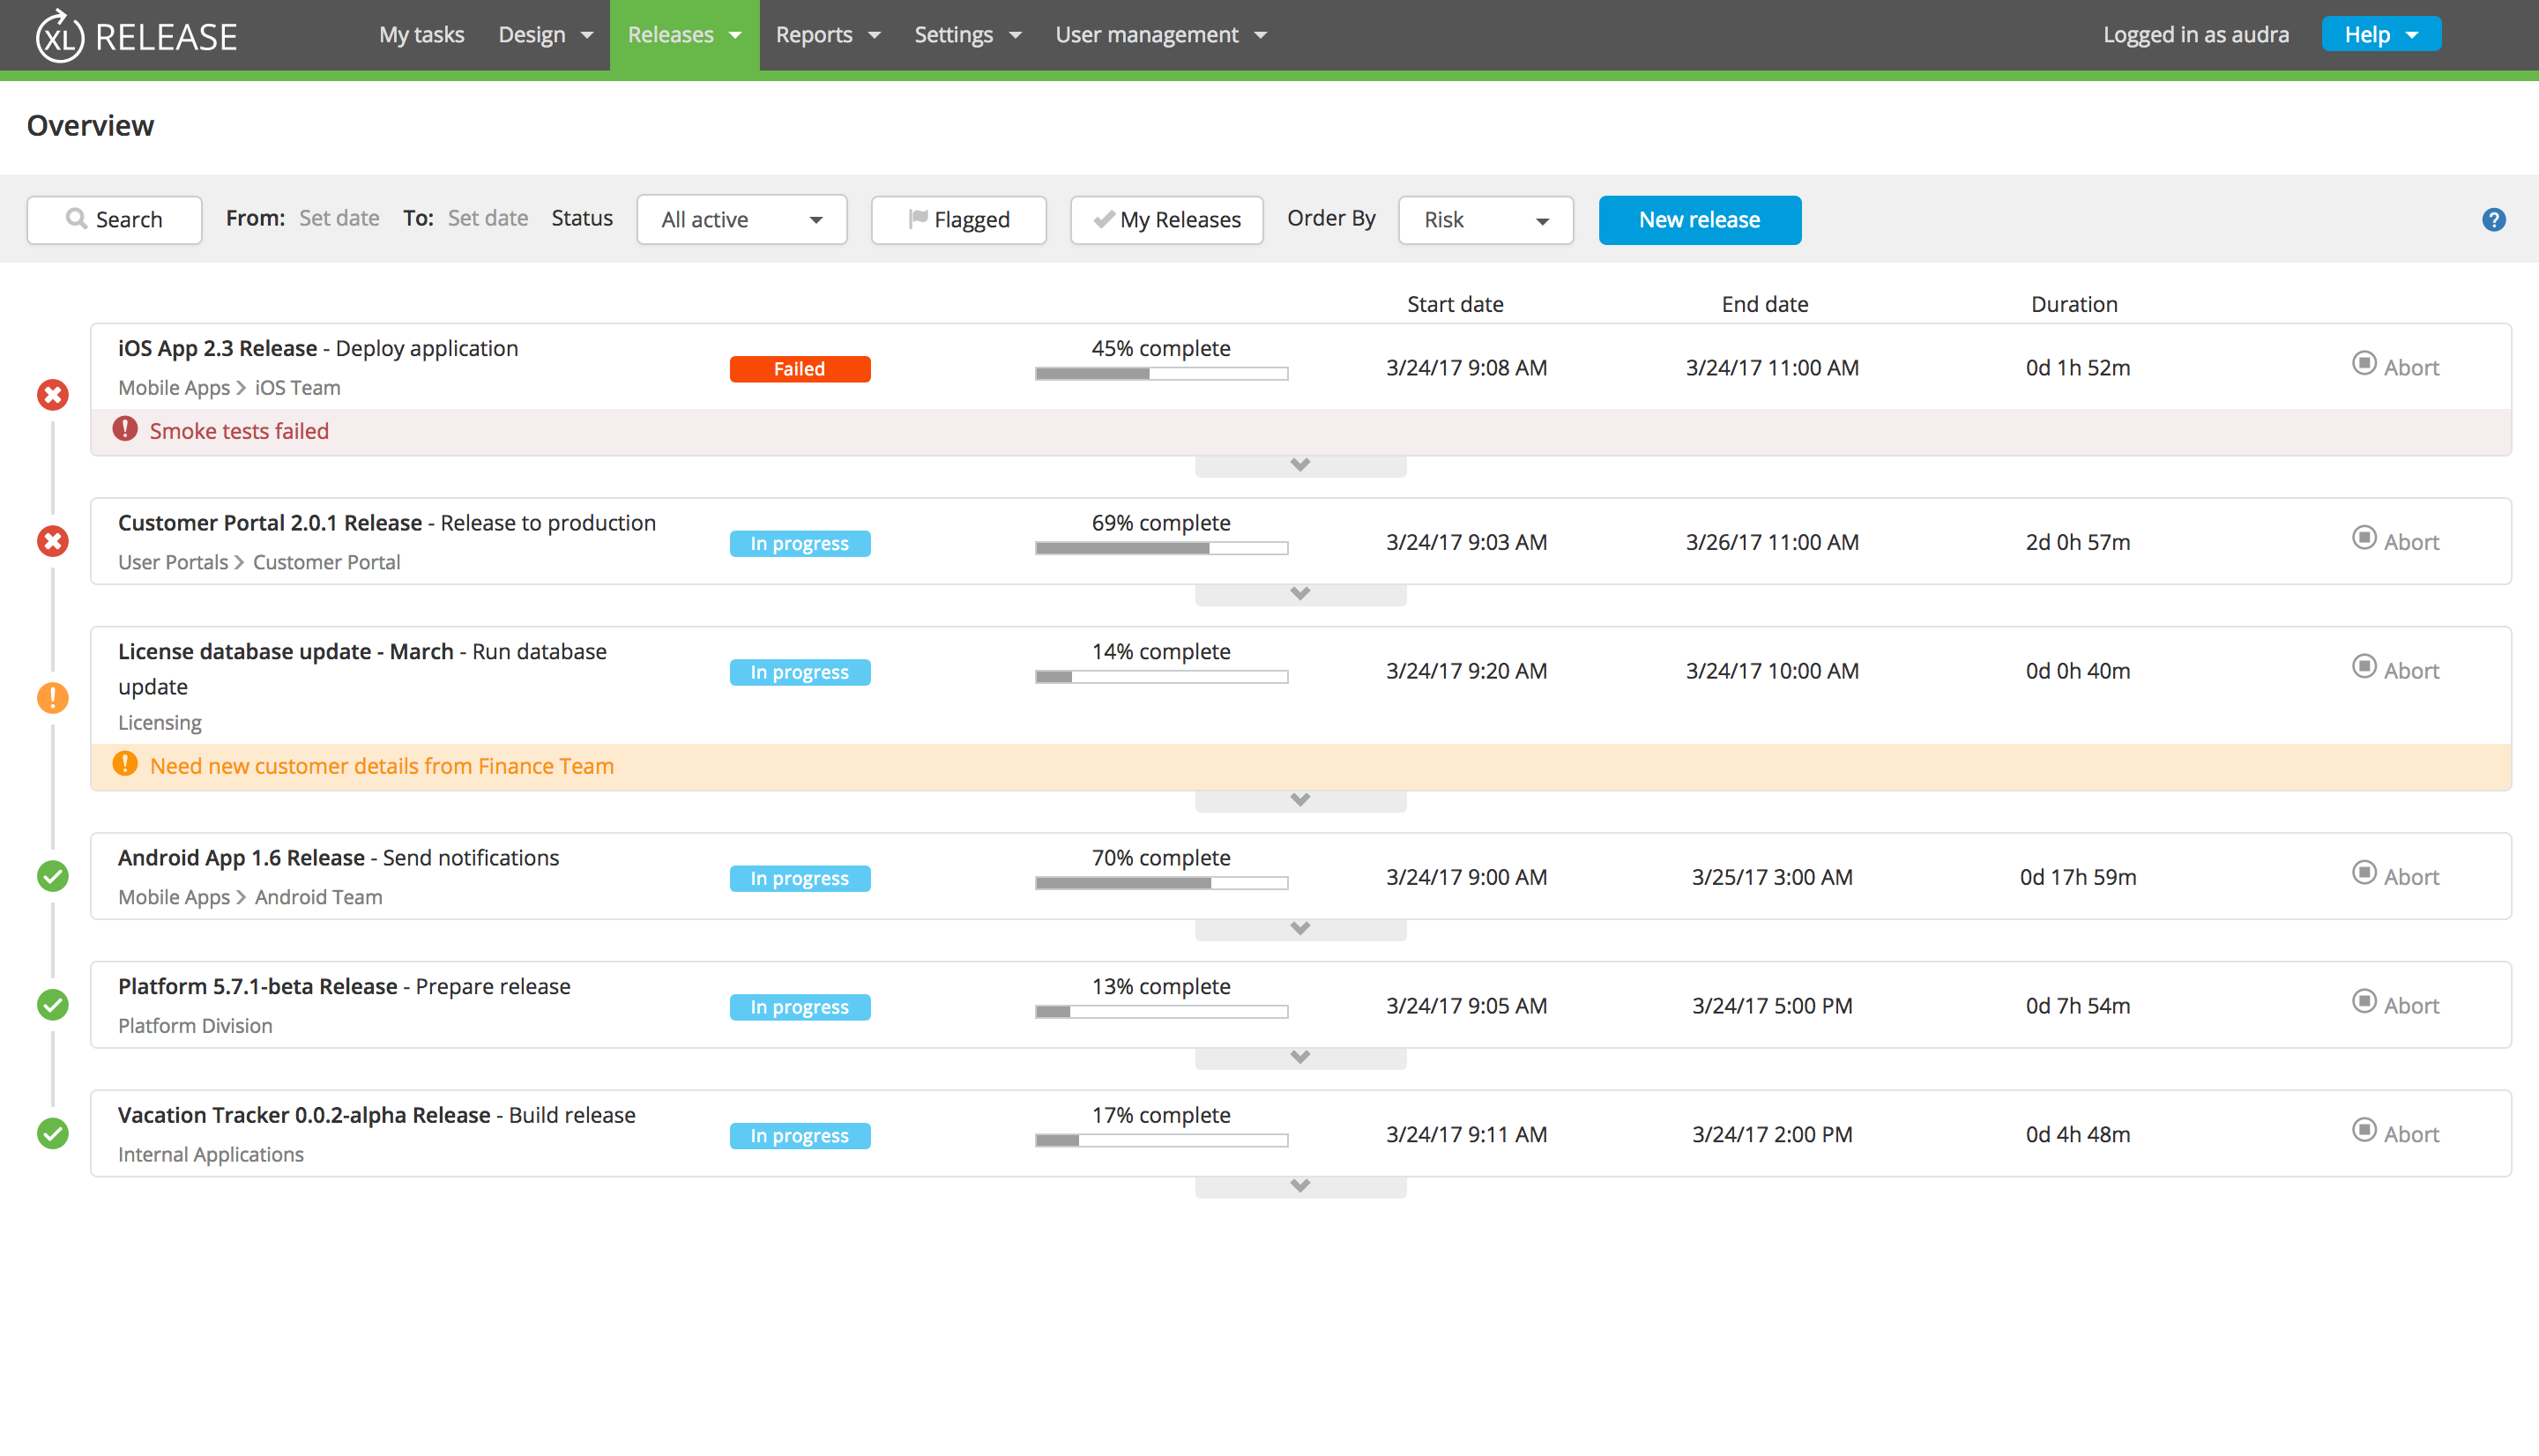 XL RELEASE My tasks Design Releases Reports Settings User management Logged in as audra Help
Overview
Search From: Set date To: Set date Status All active Flagged My Releases Order By Risk New release ?
Start date End date Duration
iOS App 2.3 Release - Deploy application Failed 45% complete 3/24/17 9:08 AM 3/24/17 11:00 AM 0d 1h 52m Abort
Mobile Apps > iOS Team
Smoke tests failed
Customer Portal 2.0.1 Release - Release to production In progress 69% complete 3/24/17 9:03 AM 3/26/17 11:00 AM 2d 0h 57m Abort
User Portals > Customer Portal
License database update - March - Run database In progress 14% complete 3/24/17 9:20 AM 3/24/17 10:00 AM 0d 0h 40m Abort
update
Licensing
Need new customer details from Finance Team
Android App 1.6 Release - Send notifications In progress 70% complete 3/24/17 9:00 AM 3/25/17 3:00 AM 0d 17h 59m Abort
Mobile Apps > Android Team
Platform 5.7.1-beta Release - Prepare release In progress 13% complete 3/24/17 9:05 AM 3/24/17 5:00 PM 0d 7h 54m Abort
Platform Division
Vacation Tracker 0.0.2-alpha Release - Build release In progress 17% complete 3/24/17 9:11 AM 3/24/17 2:00 PM 0d 4h 48m Abort
Internal Applications